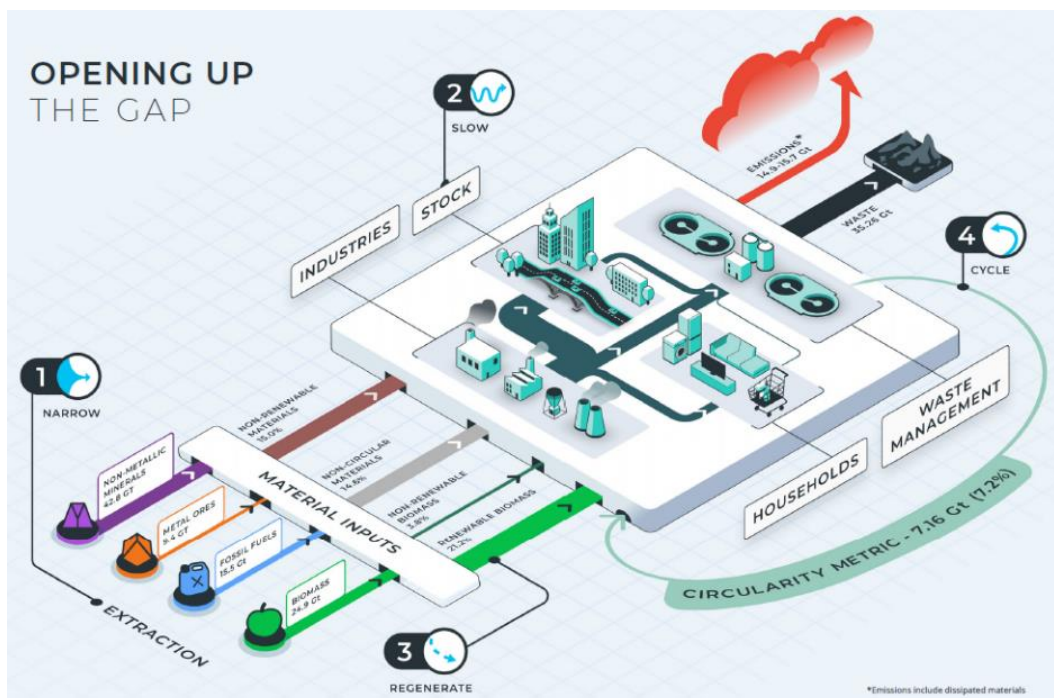 OPENING UP
THE GAP
2
SLOW
EMISSIONS*
14.9-15.7 Gt
WASTE
35.26 Gt
4
CYCLE
STOCK
INDUSTRIES
1
NARROW
NON-RENEWABLE
MATERIALS
15.0%
NON-CIRCULAR
MATERIALS
14.6%
NON-RENEWABLE
BIOMASS
3.8%
RENEWABLE BIOMASS
21.2%
NON-METALLIC
MINERALS
42.8 GT
METAL ORES
9.4 GT
FOSSIL FUELS
15.5 Gt
BIOMASS
24.9 Gt
MATERIAL INPUTS
EXTRACTION
WASTE
MANAGEMENT
HOUSEHOLDS
CIRCULARITY METRIC - 7.16 Gt (7.2%)
3
REGENERATE
*Emissions include dissipated materials